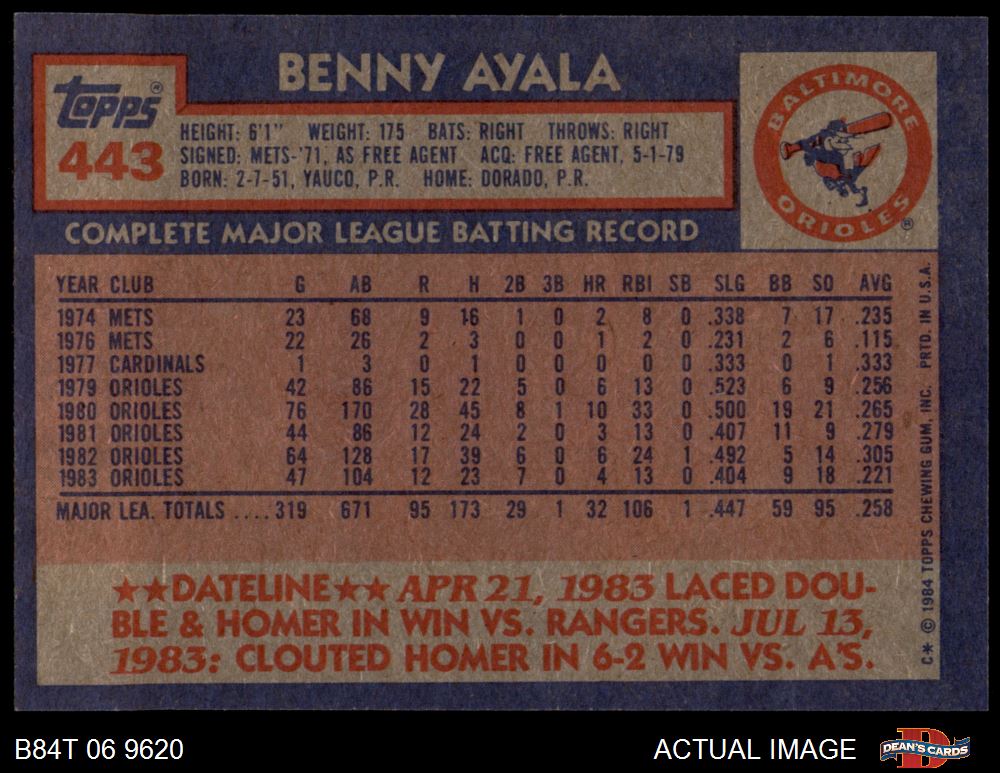 BENNY AYALA
topps®
443
HEIGHT: 6'1" WEIGHT: 175 BATS: RIGHT THROWS: RIGHT
SIGNED: METS-'71, AS FREE AGENT ACQ: FREE AGENT, 5-1-79
BORN: 2-7-51, YAUCO, P.R. HOME: DORADO, P.R.
BALTIMORE
ORIOLES®
COMPLETE MAJOR LEAGUE BATTING RECORD
YEAR CLUB G AB R H 2B 3B HR RBI SB SLG BB SO AVG
1974 METS 23 68 9 16 1 0 2 8 0 .338 7 17 .235
1976 METS 22 26 2 3 0 0 1 2 0 .231 2 6 .115
1977 CARDINALS 1 3 0 1 0 0 0 0 0 .333 0 1 .333
1979 ORIOLES 42 86 15 22 5 0 6 13 0 .523 6 9 .256
1980 ORIOLES 76 170 28 45 8 1 10 33 0 .500 19 21 .265
1981 ORIOLES 44 86 12 24 2 0 3 13 0 .407 11 9 .279
1982 ORIOLES 64 128 17 39 6 0 6 24 1 .492 5 14 .305
1983 ORIOLES 47 104 12 23 7 0 4 13 0 .404 9 18 .221
MAJOR LEA. TOTALS ....319 671 95 173 29 1 32 106 1 .447 59 95 .258
★★DATELINE★★ APR 21, 1983 LACED DOU-
BLE & HOMER IN WIN VS. RANGERS. JUL 13,
1983: CLOUTED HOMER IN 6-2 WIN VS. A'S.
C* © 1984 TOPPS CHEWING GUM, INC. PRTD. IN U.S.A.
B84T 06 9620
ACTUAL IMAGE
DEAN'S CARDS